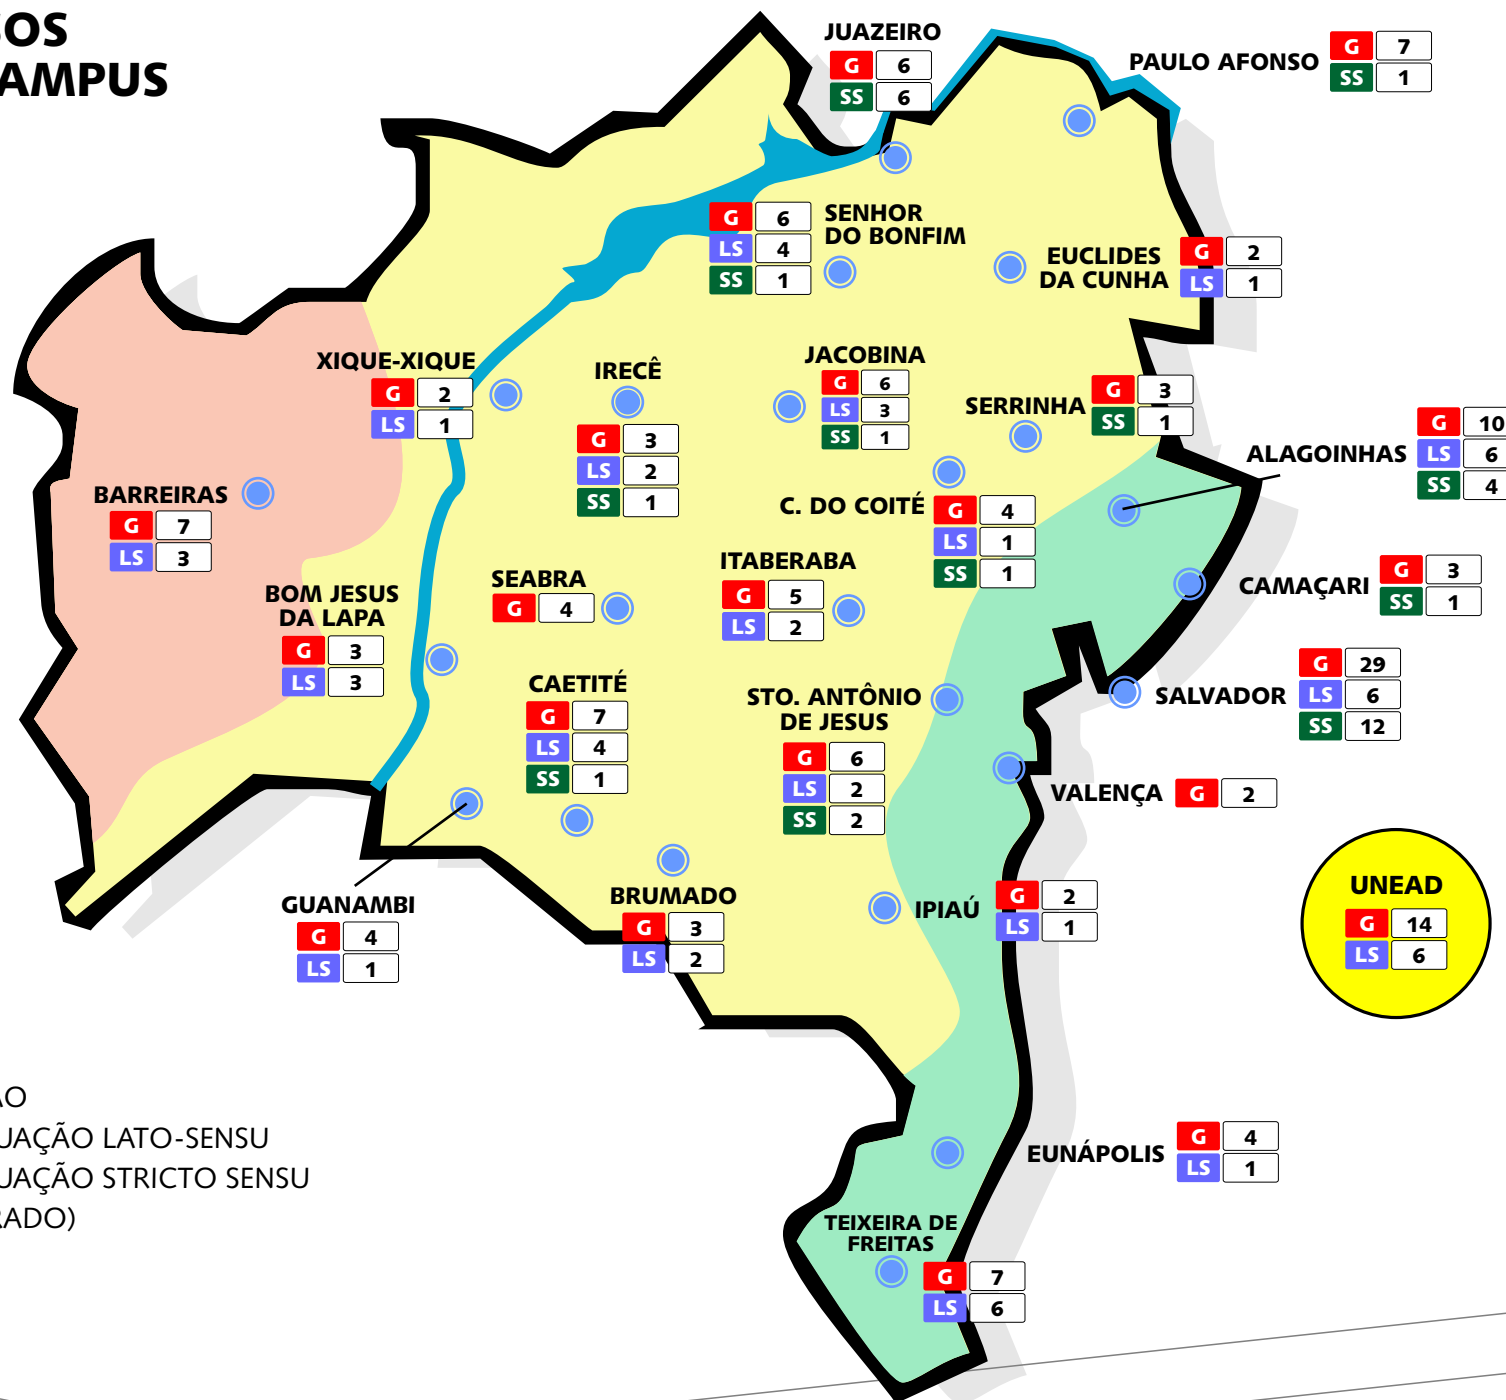 SOS
AMPUS
JUAZEIRO
G 6
SS 6
PAULO AFONSO
G 7
SS 1
SENHOR
DO BONFIM
G 6
LS 4
SS 1
EUCLIDES
DA CUNHA
G 2
LS 1
XIQUE-XIQUE
G 2
LS 1
IRECÊ
G 3
LS 2
SS 1
JACOBINA
G 6
LS 3
SS 1
SERRINHA
G 3
SS 1
ALAGOINHAS
G 10
LS 6
SS 4
BARREIRAS
G 7
LS 3
C. DO COITÉ
G 4
LS 1
SS 1
BOM JESUS
DA LAPA
G 3
LS 3
SEABRA
G 4
ITABERABA
G 5
LS 2
CAMAÇARI
G 3
SS 1
CAETITÉ
G 7
LS 4
SS 1
STO. ANTÔNIO
DE JESUS
G 6
LS 2
SS 2
SALVADOR
G 29
LS 6
SS 12
VALENÇA
G 2
GUANAMBI
G 4
LS 1
BRUMADO
G 3
LS 2
IPIAÚ
G 2
LS 1
UNEAD
G 14
LS 6
ÃO
UAÇÃO LATO-SENSU
UAÇÃO STRICTO SENSU
RADO)
EUNÁPOLIS
G 4
LS 1
TEIXEIRA DE
FREITAS
G 7
LS 6